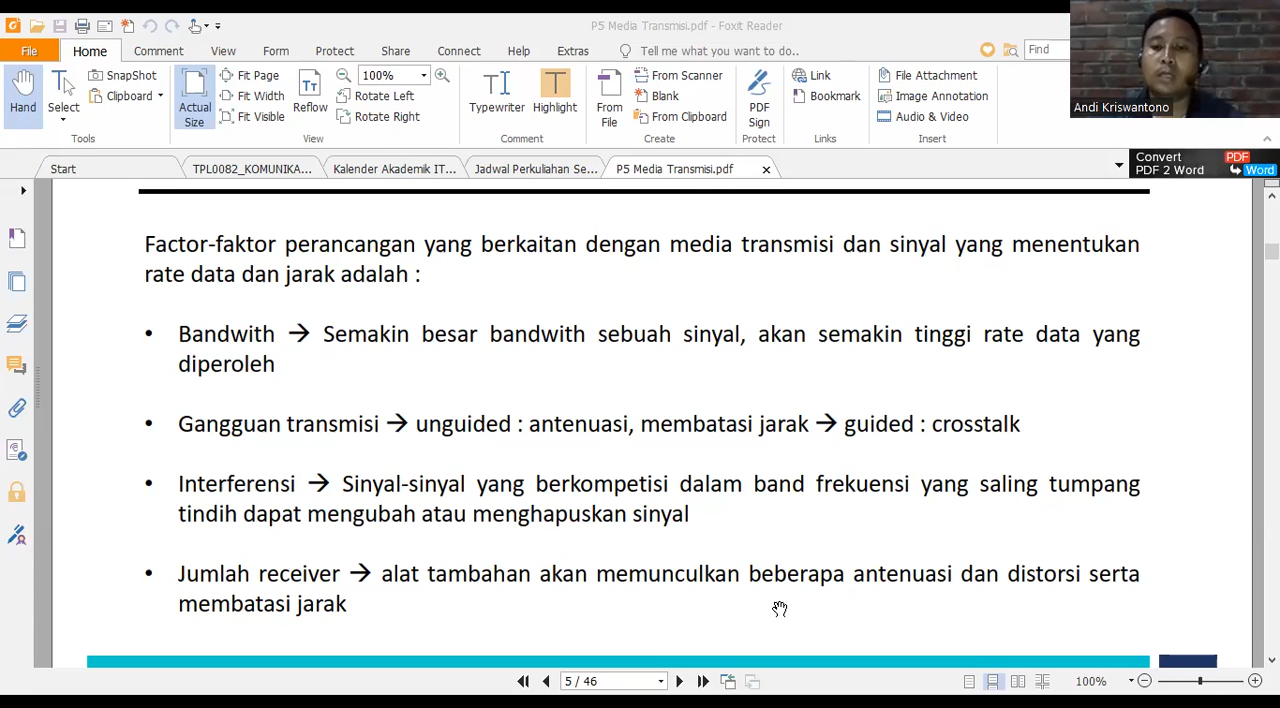 P5 Media Transmisi.pdf - Foxit Reader
File Home Comment View Form Protect Share Connect Help Extras Tell me what you want to do.. Find
Hand
Select
SnapShot
Clipboard
Tools
Actual Size
Fit Page
Fit Width
Fit Visible
Reflow
100%
Rotate Left
Rotate Right
View
Typewriter
Highlight
Comment
From File
From Scanner
Blank
From Clipboard
Create
PDF Sign
Protect
Link
Bookmark
Links
File Attachment
Image Annotation
Audio & Video
Insert
Andi Kriswantono
Start
TPL0082_KOMUNIKA...
Kalender Akademik IT...
Jadwal Perkuliahan Se...
P5 Media Transmisi.pdf
Convert PDF
PDF 2 Word Word
Factor-faktor perancangan yang berkaitan dengan media transmisi dan sinyal yang menentukan
rate data dan jarak adalah :
• Bandwith → Semakin besar bandwith sebuah sinyal, akan semakin tinggi rate data yang
diperoleh
• Gangguan transmisi → unguided : antenuasi, membatasi jarak → guided : crosstalk
• Interferensi → Sinyal-sinyal yang berkompetisi dalam band frekuensi yang saling tumpang
tindih dapat mengubah atau menghapuskan sinyal
• Jumlah receiver → alat tambahan akan memunculkan beberapa antenuasi dan distorsi serta
membatasi jarak
5 / 46
100%